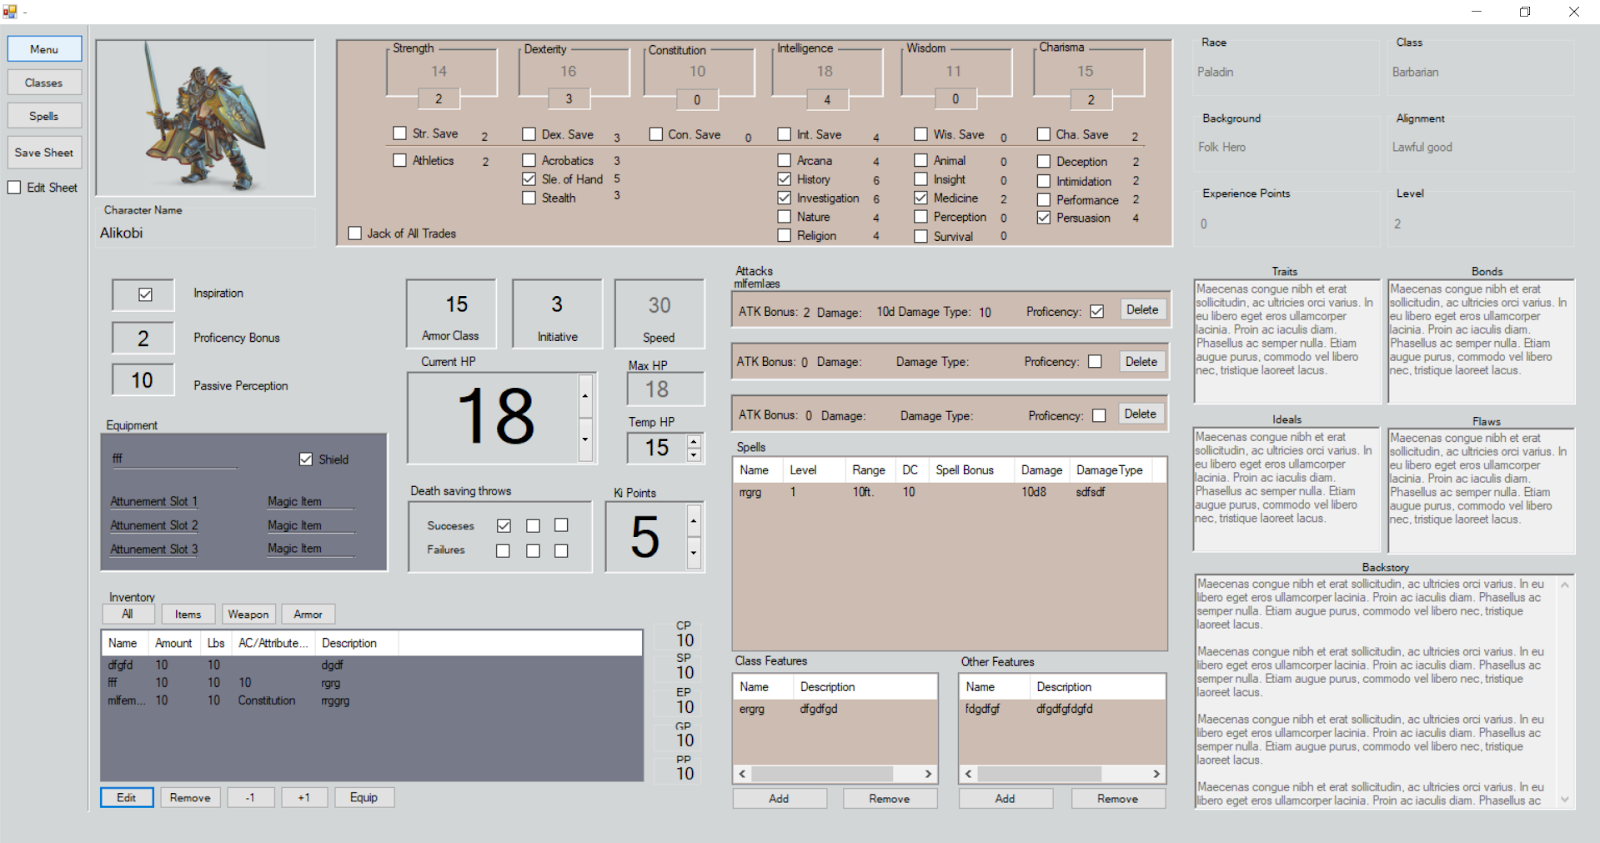 -
Menu
Classes
Spells
Save Sheet
Edit Sheet
Character Name
Alikobi
Strength
14
2
Str. Save 2
Athletics 2
Dexterity
16
3
Dex. Save 3
Acrobatics 3
Sle. of Hand 5
Stealth 3
Constitution
10
0
Con. Save 0
Intelligence
18
4
Int. Save 4
Arcana 4
History 6
Investigation 6
Nature 4
Religion 4
Wisdom
11
0
Wis. Save 0
Animal 0
Insight 0
Medicine 2
Perception 0
Survival 0
Charisma
15
2
Cha. Save 2
Deception 2
Intimidation 2
Performance 2
Persuasion 4
Jack of All Trades
Race
Paladin
Class
Barbarian
Background
Folk Hero
Alignment
Lawful good
Experience Points
0
Level
2
Inspiration
2 Proficency Bonus
10 Passive Perception
15
Armor Class
3
Initiative
30
Speed
Current HP
18
Max HP
18
Temp HP
15
Equipment
fff
Shield
Attunement Slot 1 Magic Item
Attunement Slot 2 Magic Item
Attunement Slot 3 Magic Item
Death saving throws
Succeses
Failures
Ki Points
5
Inventory
All Items Weapon Armor
Name Amount Lbs AC/Attribute... Description
dfgfd 10 10 dgdf
fff 10 10 10 rgrg
mlfem... 10 10 Constitution rrggrg
Edit Remove -1 +1 Equip
CP
10
SP
10
EP
10
GP
10
PP
10
Attacks
mlfemlæs
ATK Bonus: 2 Damage: 10d Damage Type: 10 Proficency: Delete
ATK Bonus: 0 Damage: Damage Type: Proficency: Delete
ATK Bonus: 0 Damage: Damage Type: Proficency: Delete
Spells
Name Level Range DC Spell Bonus Damage DamageType
rrgrg 1 10ft. 10 10d8 sdfsdf
Class Features
Name Description
ergrg dfgdfgd
Add Remove
Other Features
Name Description
fdgdfgf dfgdfgfdgfd
Add Remove
Traits
Maecenas congue nibh et erat
sollicitudin, ac ultricies orci varius. In
eu libero eget eros ullamcorper
lacinia. Proin ac iaculis diam.
Phasellus ac semper nulla. Etiam
augue purus, commodo vel libero
nec, tristique laoreet lacus.
Bonds
Maecenas congue nibh et erat
sollicitudin, ac ultricies orci varius. In
eu libero eget eros ullamcorper
lacinia. Proin ac iaculis diam.
Phasellus ac semper nulla. Etiam
augue purus, commodo vel libero
nec, tristique laoreet lacus.
Ideals
Maecenas congue nibh et erat
sollicitudin, ac ultricies orci varius. In
eu libero eget eros ullamcorper
lacinia. Proin ac iaculis diam.
Phasellus ac semper nulla. Etiam
augue purus, commodo vel libero
nec, tristique laoreet lacus.
Flaws
Maecenas congue nibh et erat
sollicitudin, ac ultricies orci varius. In
eu libero eget eros ullamcorper
lacinia. Proin ac iaculis diam.
Phasellus ac semper nulla. Etiam
augue purus, commodo vel libero
nec, tristique laoreet lacus.
Backstory
Maecenas congue nibh et erat sollicitudin, ac ultricies orci varius. In eu
libero eget eros ullamcorper lacinia. Proin ac iaculis diam. Phasellus ac
semper nulla. Etiam augue purus, commodo vel libero nec, tristique
laoreet lacus.
Maecenas congue nibh et erat sollicitudin, ac ultricies orci varius. In eu
libero eget eros ullamcorper lacinia. Proin ac iaculis diam. Phasellus ac
semper nulla. Etiam augue purus, commodo vel libero nec, tristique
laoreet lacus.
Maecenas congue nibh et erat sollicitudin, ac ultricies orci varius. In eu
libero eget eros ullamcorper lacinia. Proin ac iaculis diam. Phasellus ac
semper nulla. Etiam augue purus, commodo vel libero nec, tristique
laoreet lacus.
Maecenas congue nibh et erat sollicitudin, ac ultricies orci varius. In eu
libero eget eros ullamcorper lacinia. Proin ac iaculis diam. Phasellus ac